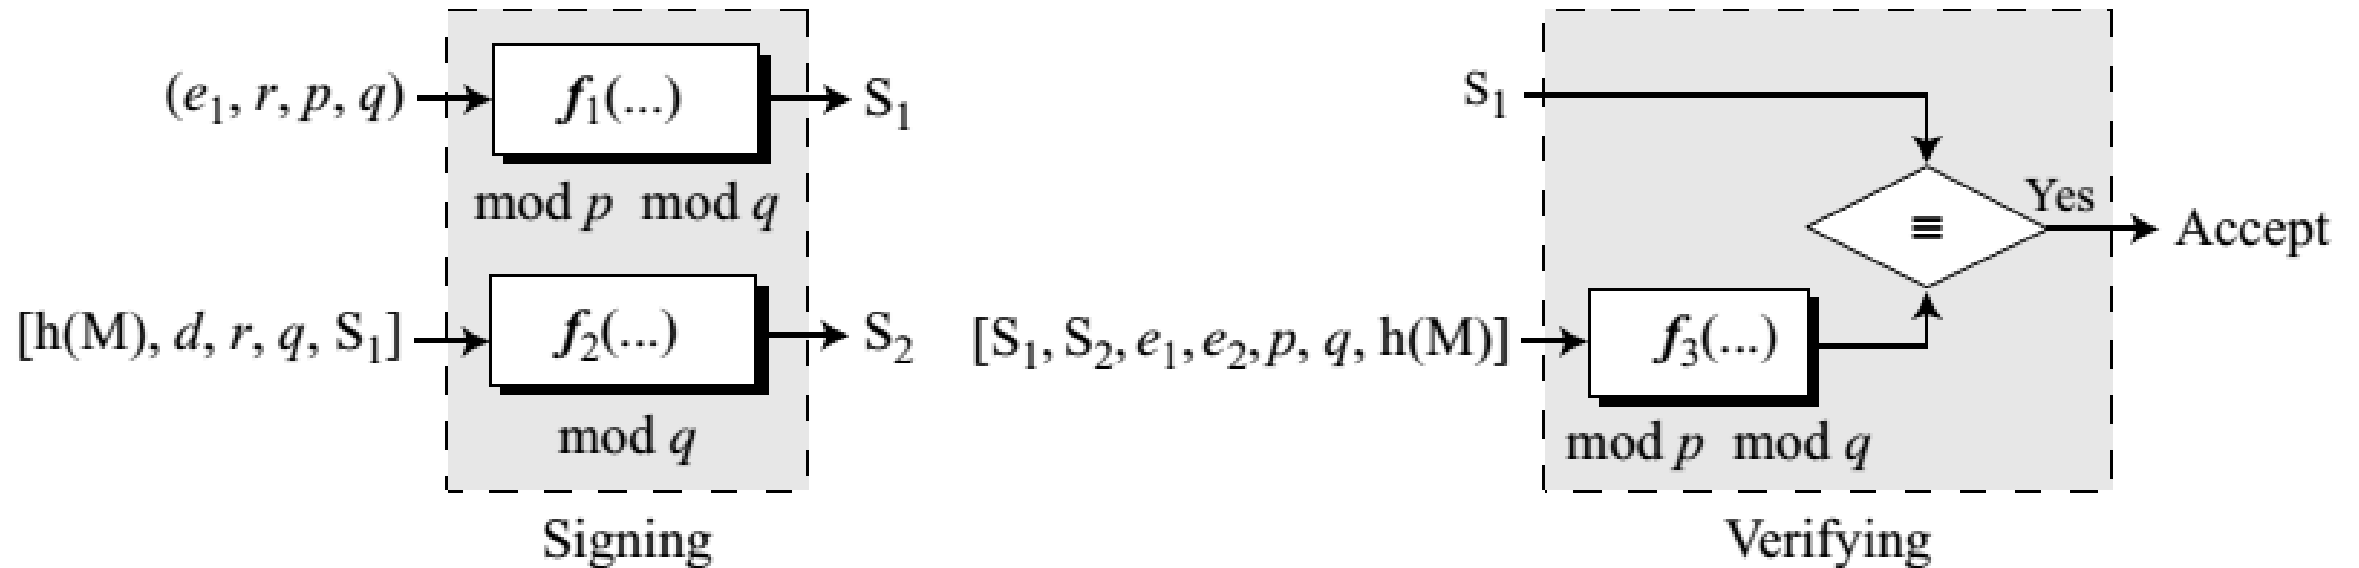 (e₁, r, p, q)
f₁(...)
S₁
mod p mod q
[h(M), d, r, q, S₁]
f₂(...)
S₂
mod q
Signing
S₁
≡
Yes
Accept
[S₁, S₂, e₁, e₂, p, q, h(M)]
f₃(...)
mod p mod q
Verifying